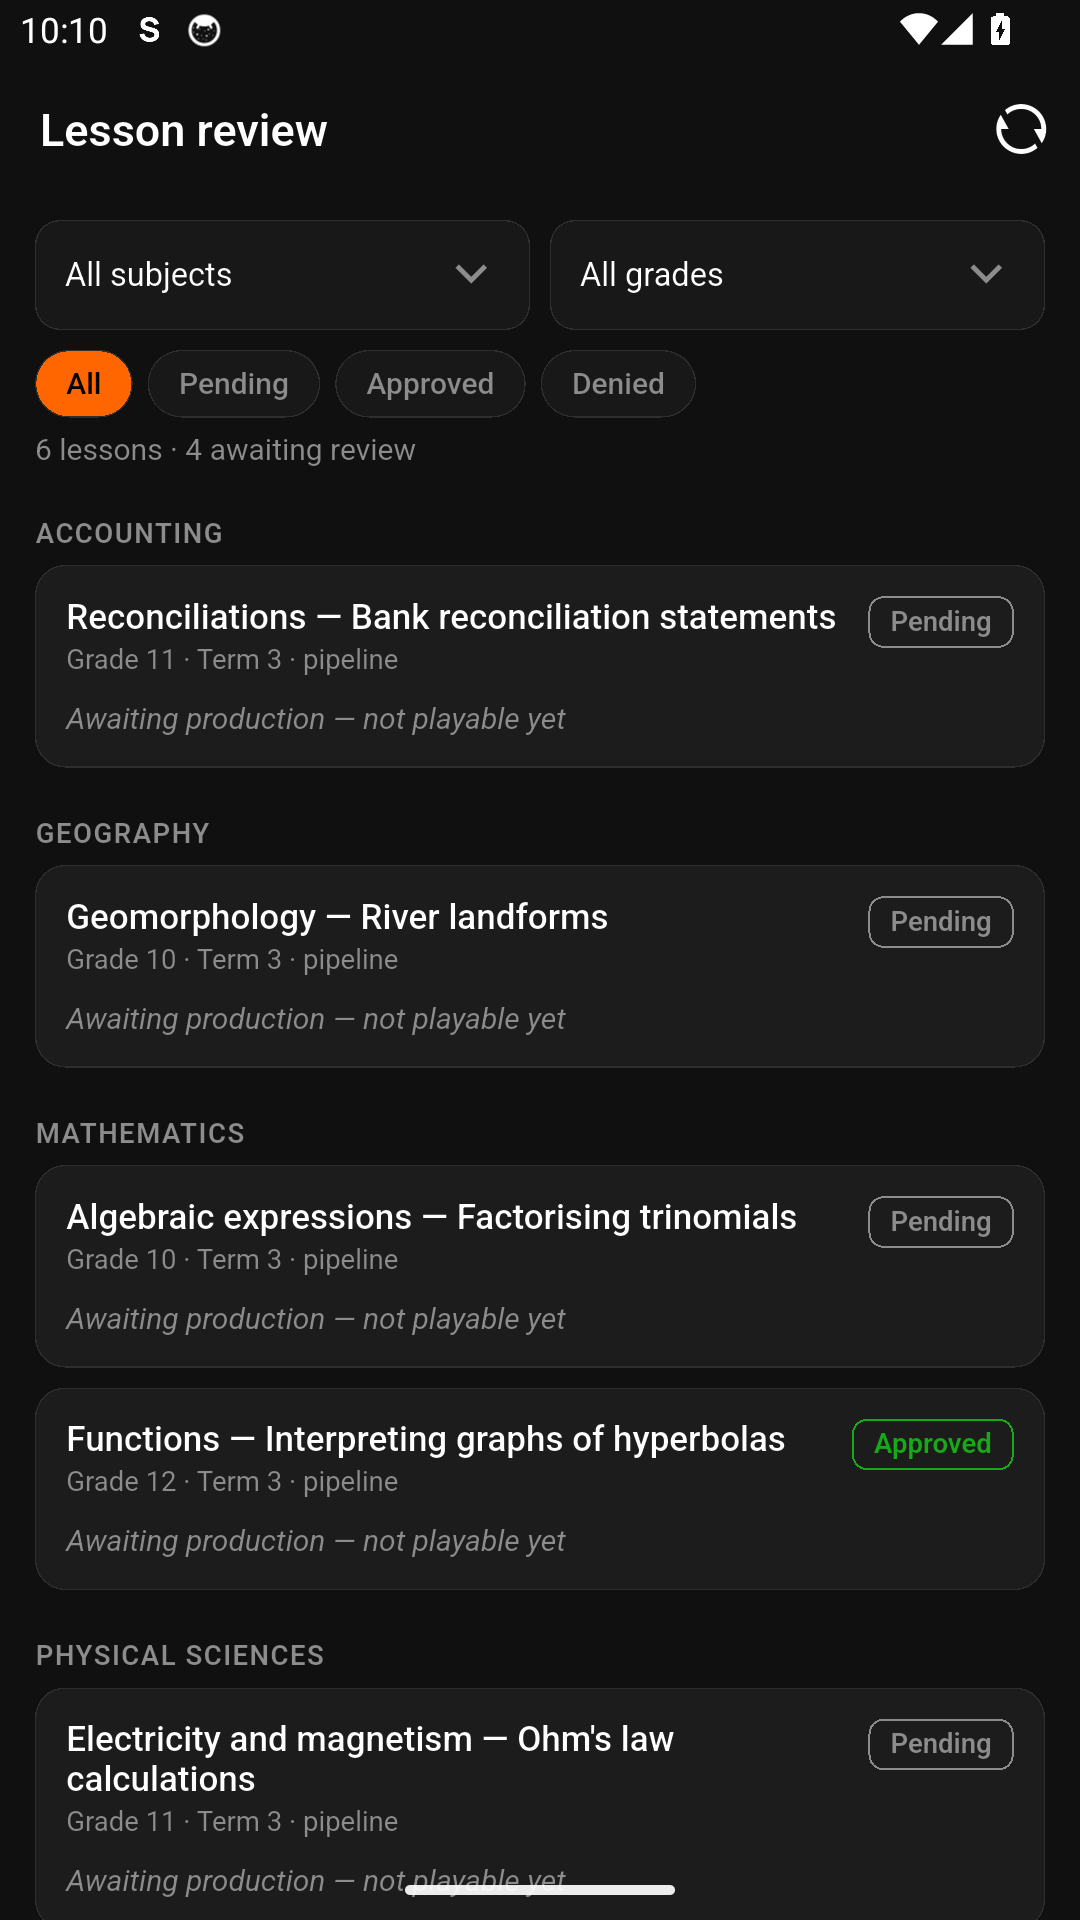 10:10 S
Lesson review
All subjects
All grades
All
Pending
Approved
Denied
6 lessons · 4 awaiting review
ACCOUNTING
Reconciliations — Bank reconciliation statements
Pending
Grade 11 · Term 3 · pipeline
Awaiting production — not playable yet
GEOGRAPHY
Geomorphology — River landforms
Pending
Grade 10 · Term 3 · pipeline
Awaiting production — not playable yet
MATHEMATICS
Algebraic expressions — Factorising trinomials
Pending
Grade 10 · Term 3 · pipeline
Awaiting production — not playable yet
Functions — Interpreting graphs of hyperbolas
Approved
Grade 12 · Term 3 · pipeline
Awaiting production — not playable yet
PHYSICAL SCIENCES
Electricity and magnetism — Ohm's law
calculations
Pending
Grade 11 · Term 3 · pipeline
Awaiting production — not playable yet